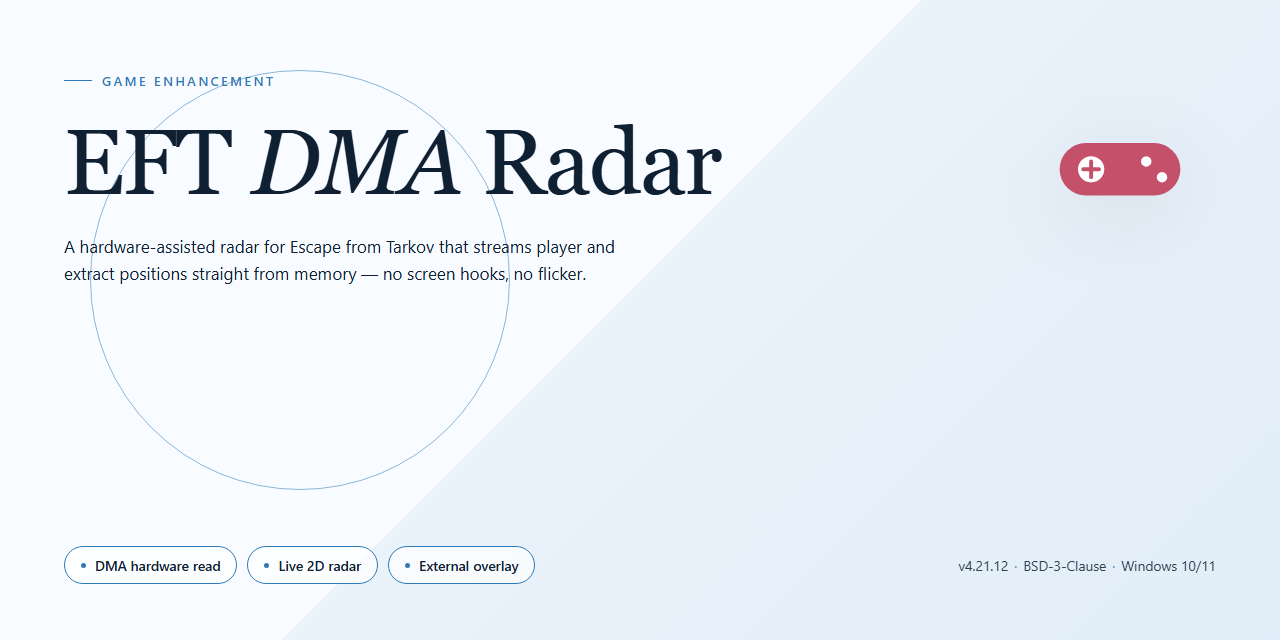 GAME ENHANCEMENT
EFT DMA Radar
A hardware-assisted radar for Escape from Tarkov that streams player and
extract positions straight from memory — no screen hooks, no flicker.
DMA hardware read
Live 2D radar
External overlay
v4.21.12 · BSD-3-Clause · Windows 10/11